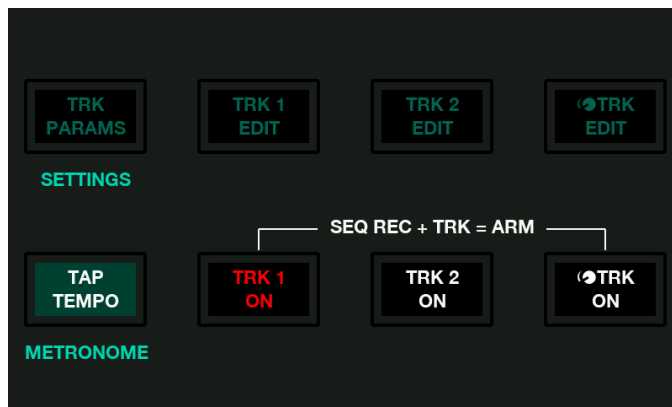 TRK
PARAMS
TRK 1
EDIT
TRK 2
EDIT
TRK
EDIT
SETTINGS
SEQ REC + TRK = ARM
TAP
TEMPO
TRK 1
ON
TRK 2
ON
TRK
ON
METRONOME